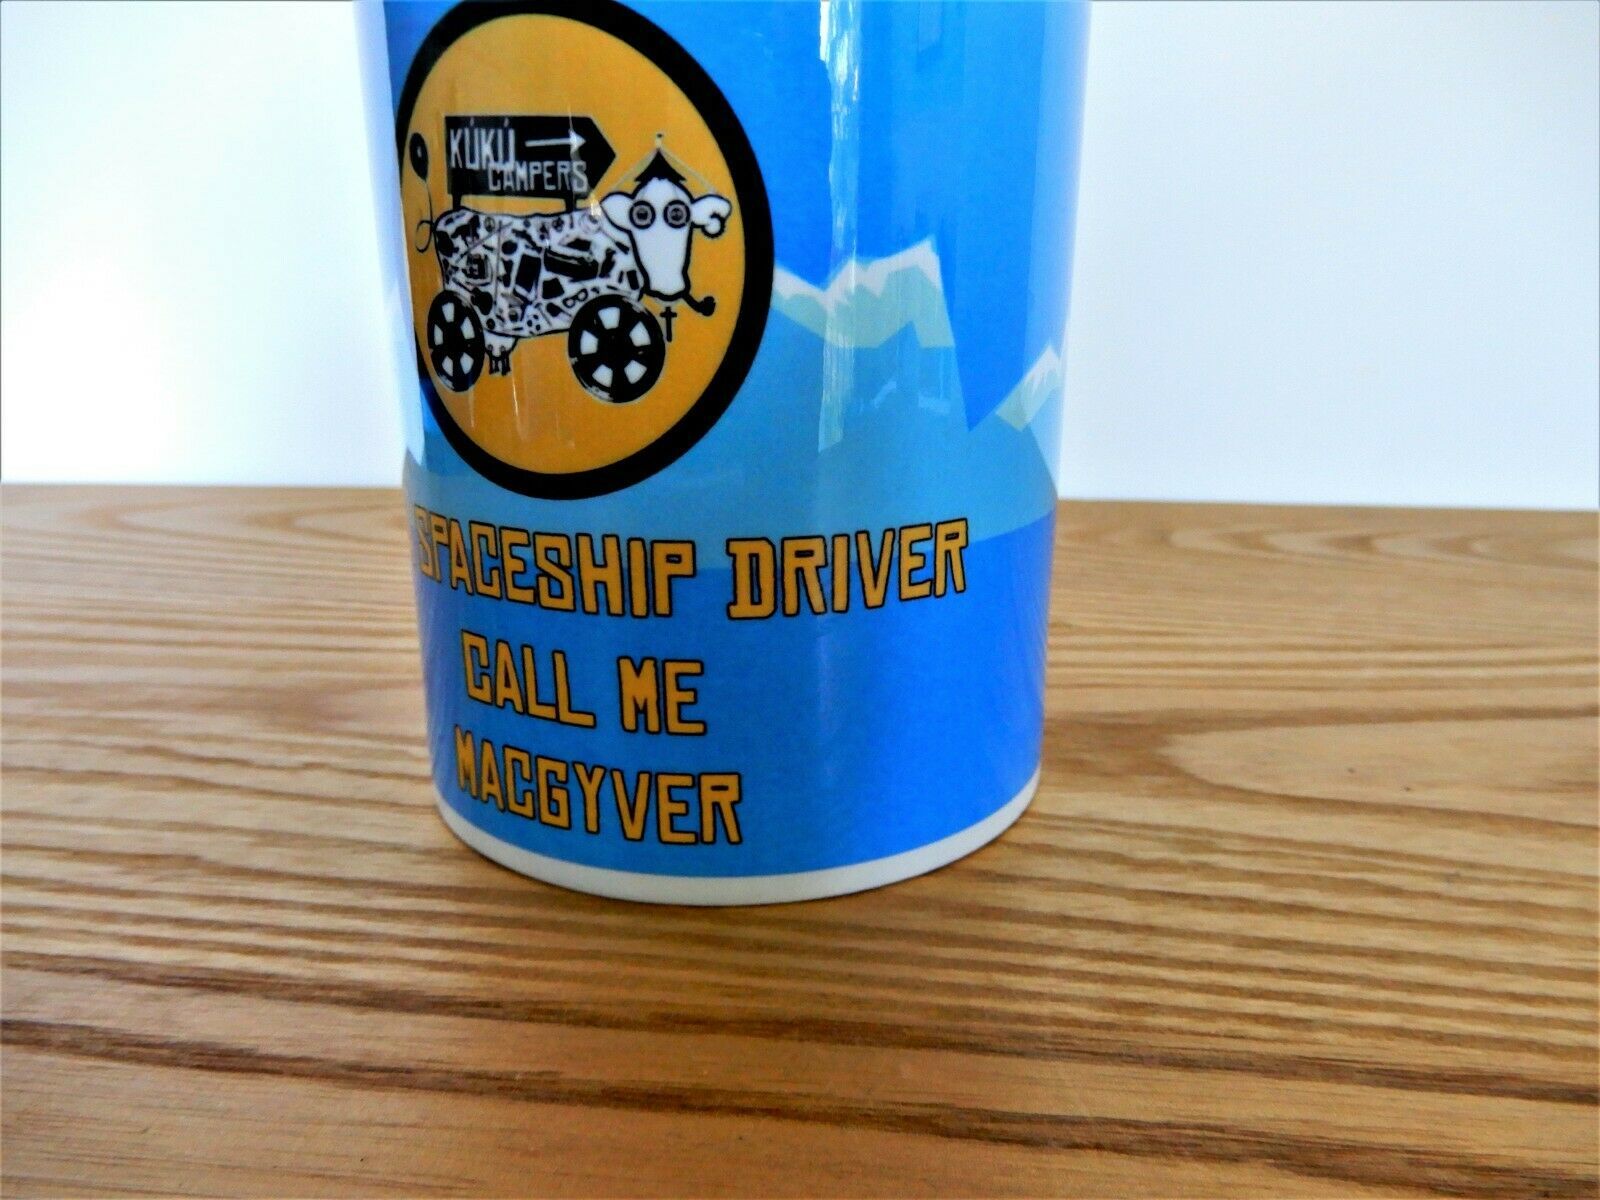 KÚKÚ
CAMPERS
SPACESHIP DRIVER
CALL ME
MACGYVER